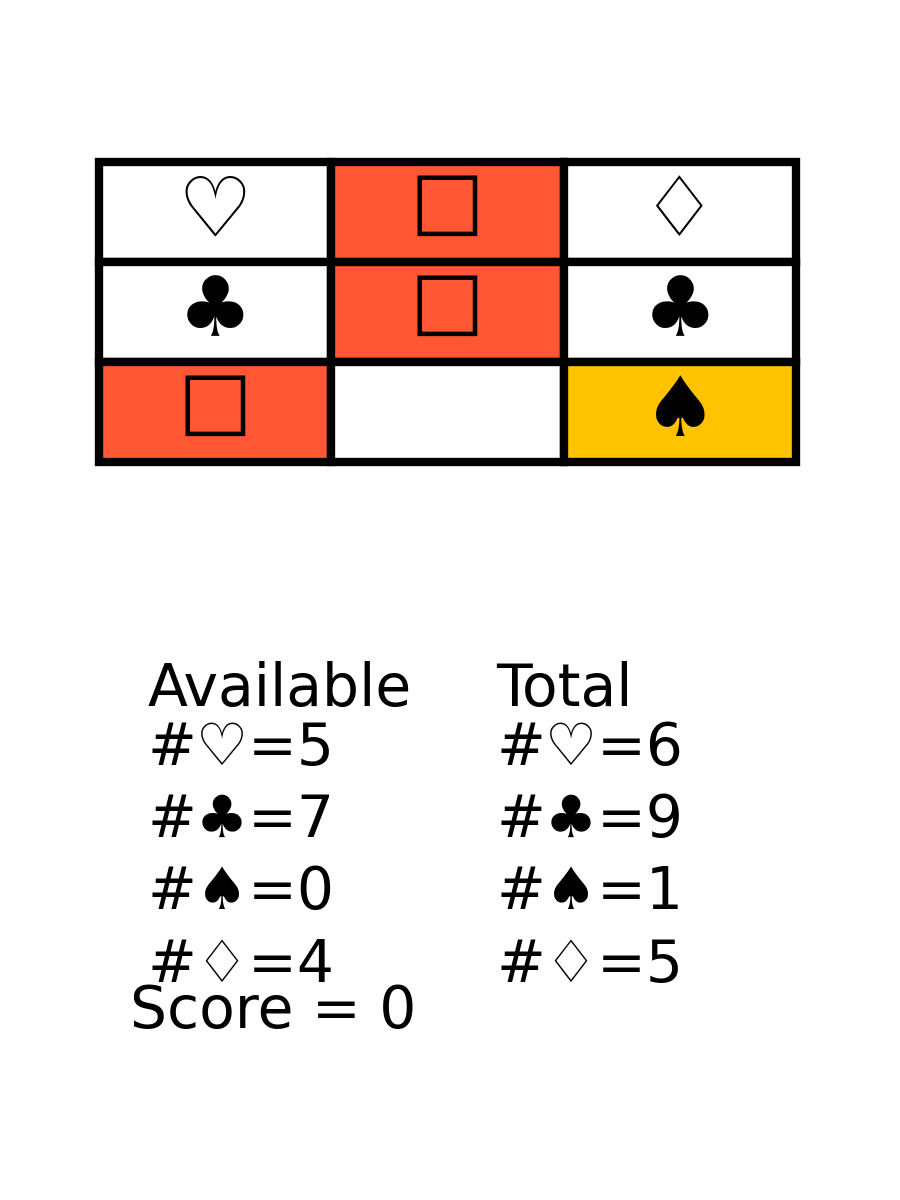 ♡ □ ♢
♣ □ ♣
□ ♠
Available Total
#♡=5 #♡=6
#♣=7 #♣=9
#♠=0 #♠=1
#♢=4 #♢=5
Score = 0